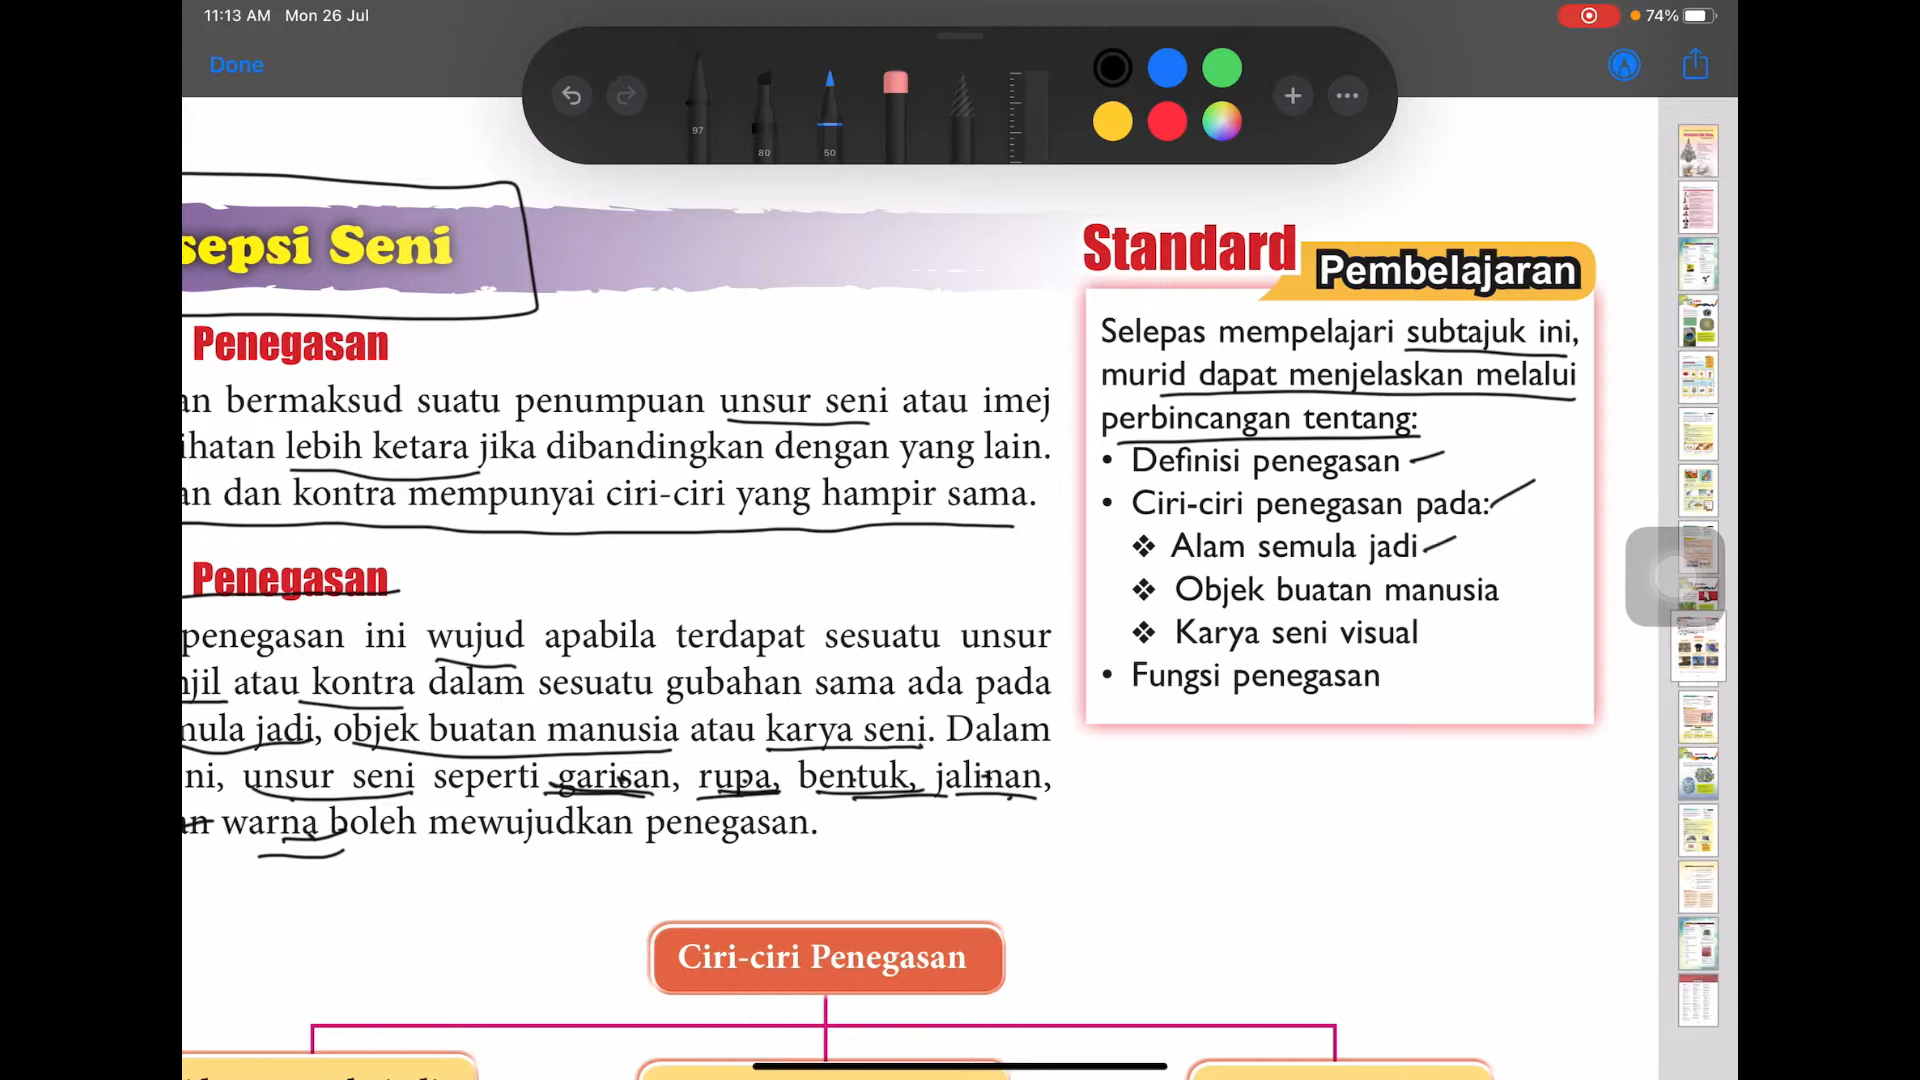 11:13 AM Mon 26 Jul
74%
Done
97
80
50
sepsi Seni
Penegasan
an bermaksud suatu penumpuan unsur seni atau imej
ihatan lebih ketara jika dibandingkan dengan yang lain.
an dan kontra mempunyai ciri-ciri yang hampir sama.
Penegasan
penegasan ini wujud apabila terdapat sesuatu unsur
njil atau kontra dalam sesuatu gubahan sama ada pada
mula jadi, objek buatan manusia atau karya seni. Dalam
ni, unsur seni seperti garisan, rupa, bentuk, jalinan,
an warna boleh mewujudkan penegasan.
Standard
Pembelajaran
Selepas mempelajari subtajuk ini,
murid dapat menjelaskan melalui
perbincangan tentang:
• Definisi penegasan
• Ciri-ciri penegasan pada:
❖ Alam semula jadi
❖ Objek buatan manusia
❖ Karya seni visual
• Fungsi penegasan
Ciri-ciri Penegasan